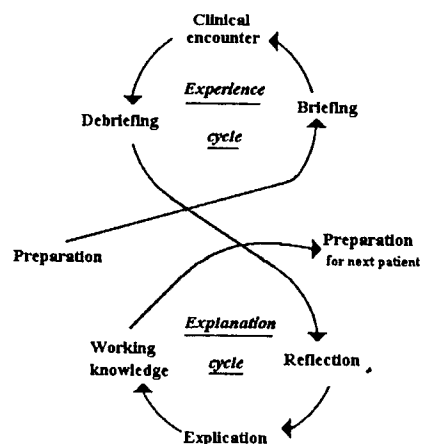 Clinical
encounter
Experience
cycle
Debriefing
Briefing
Preparation
Preparation
for next patient
Explanation
cycle
Working
knowledge
Reflection
Explication